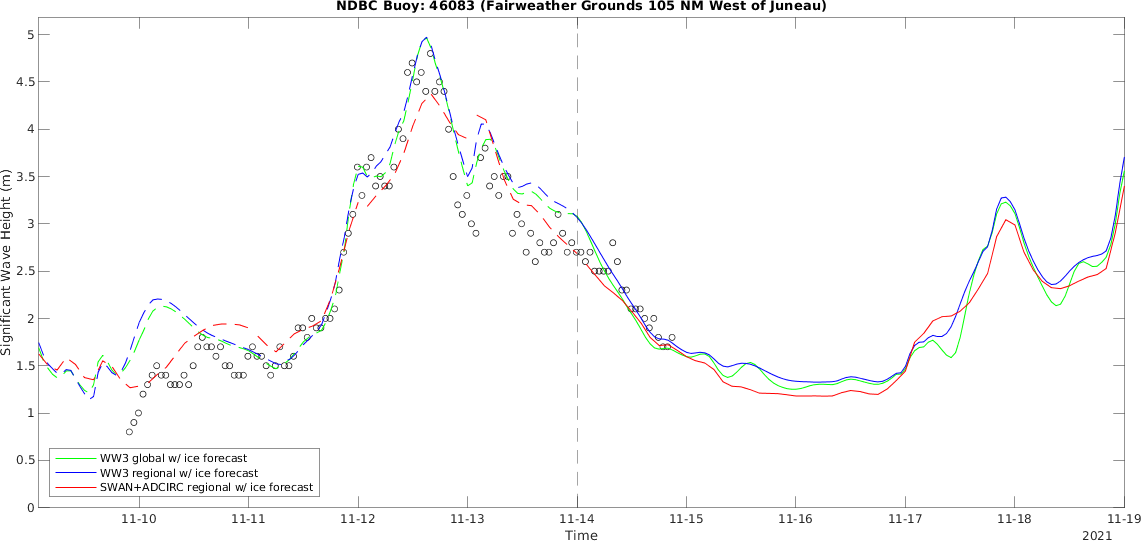 NDBC Buoy: 46083 (Fairweather Grounds 105 NM West of Juneau)
Significant Wave Height (m)
5
4.5
4
3.5
3
2.5
2
1.5
1
0.5
0
WW3 global w/ ice forecast
WW3 regional w/ ice forecast
SWAN+ADCIRC regional w/ ice forecast
11-10 11-11 11-12 11-13 11-14 11-15 11-16 11-17 11-18 11-19
Time
2021